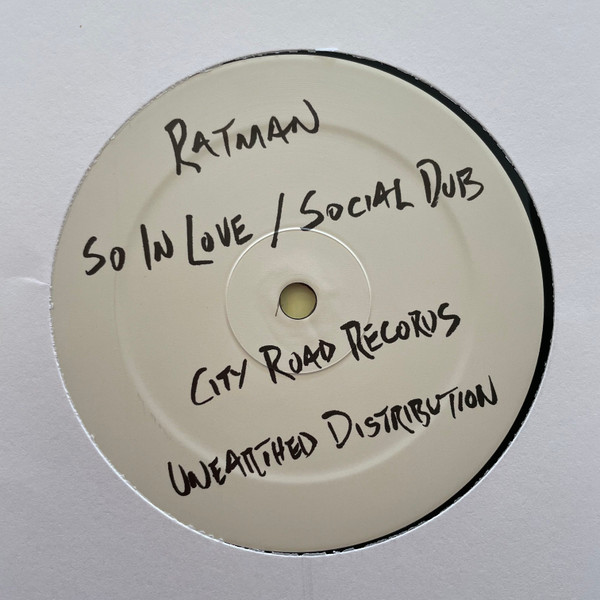 RATMAN
SO IN LOVE / SOCIAL DUB
CITY ROAD RECORDS
UNEARTHED DISTRIBUTION